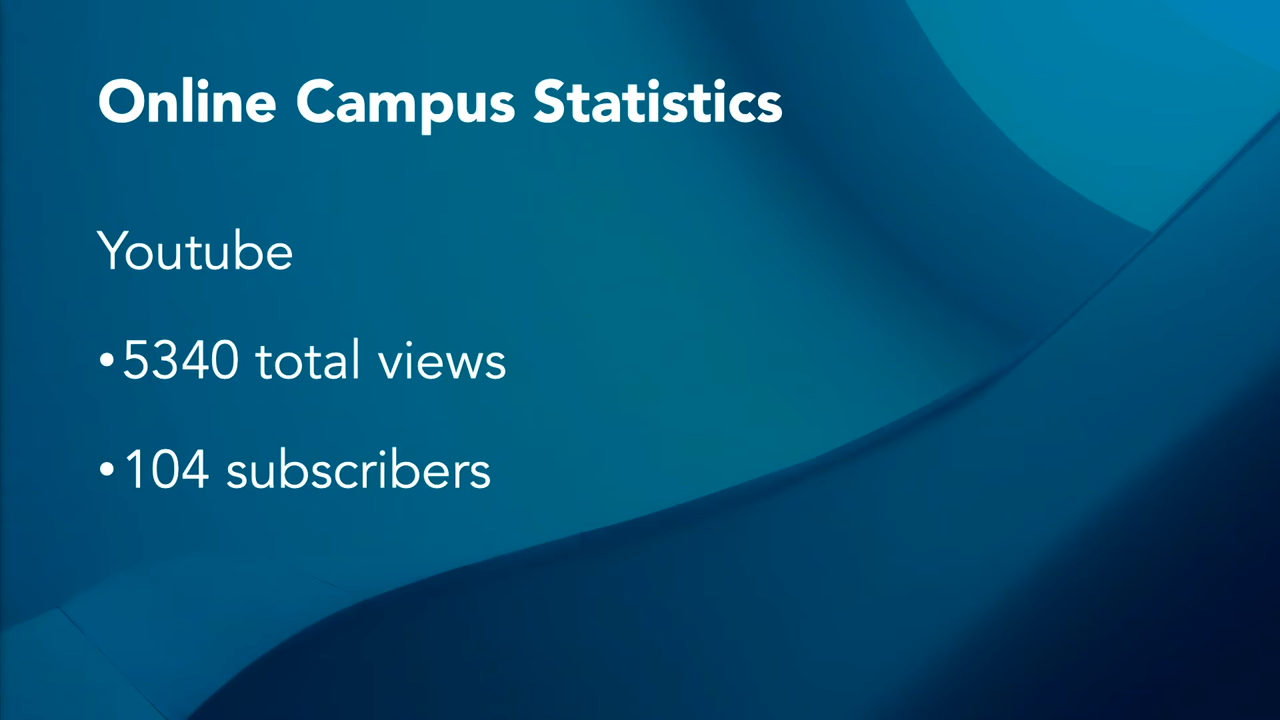 Online Campus Statistics
Youtube
•5340 total views
•104 subscribers